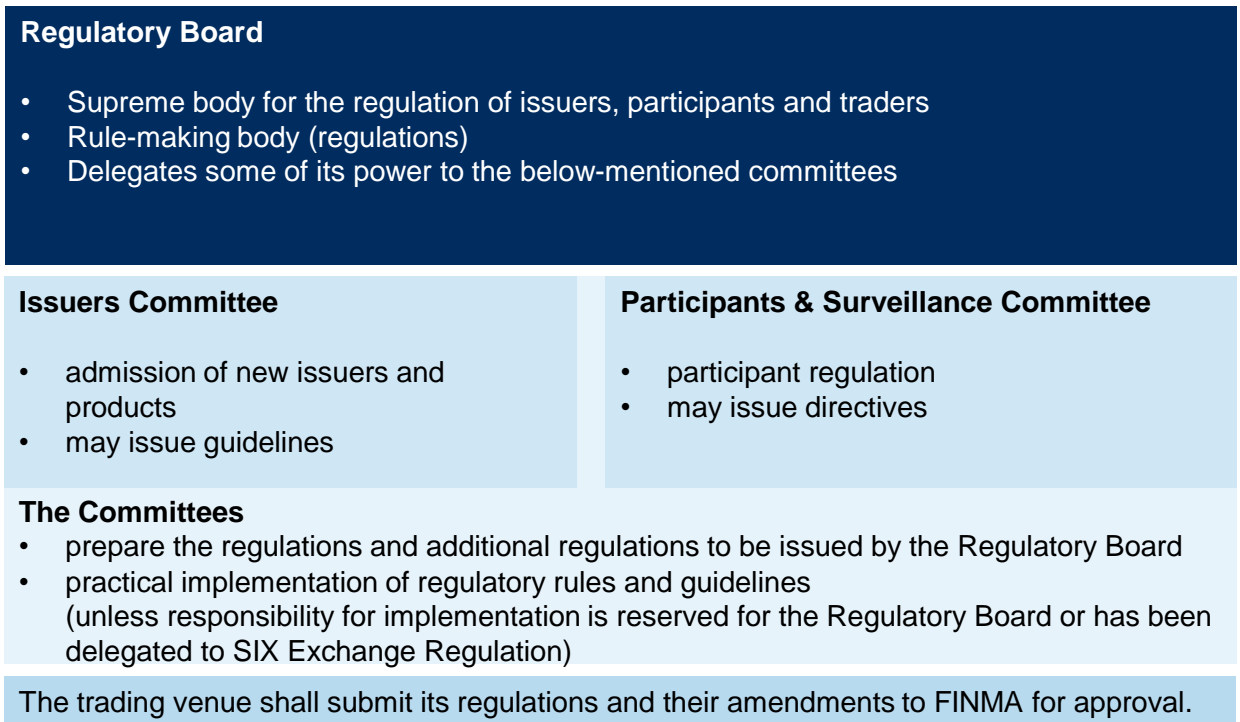 Regulatory Board
• Supreme body for the regulation of issuers, participants and traders
• Rule-making body (regulations)
• Delegates some of its power to the below-mentioned committees
Issuers Committee
• admission of new issuers and
products
• may issue guidelines
Participants & Surveillance Committee
• participant regulation
• may issue directives
The Committees
• prepare the regulations and additional regulations to be issued by the Regulatory Board
• practical implementation of regulatory rules and guidelines
(unless responsibility for implementation is reserved for the Regulatory Board or has been
delegated to SIX Exchange Regulation)
The trading venue shall submit its regulations and their amendments to FINMA for approval.